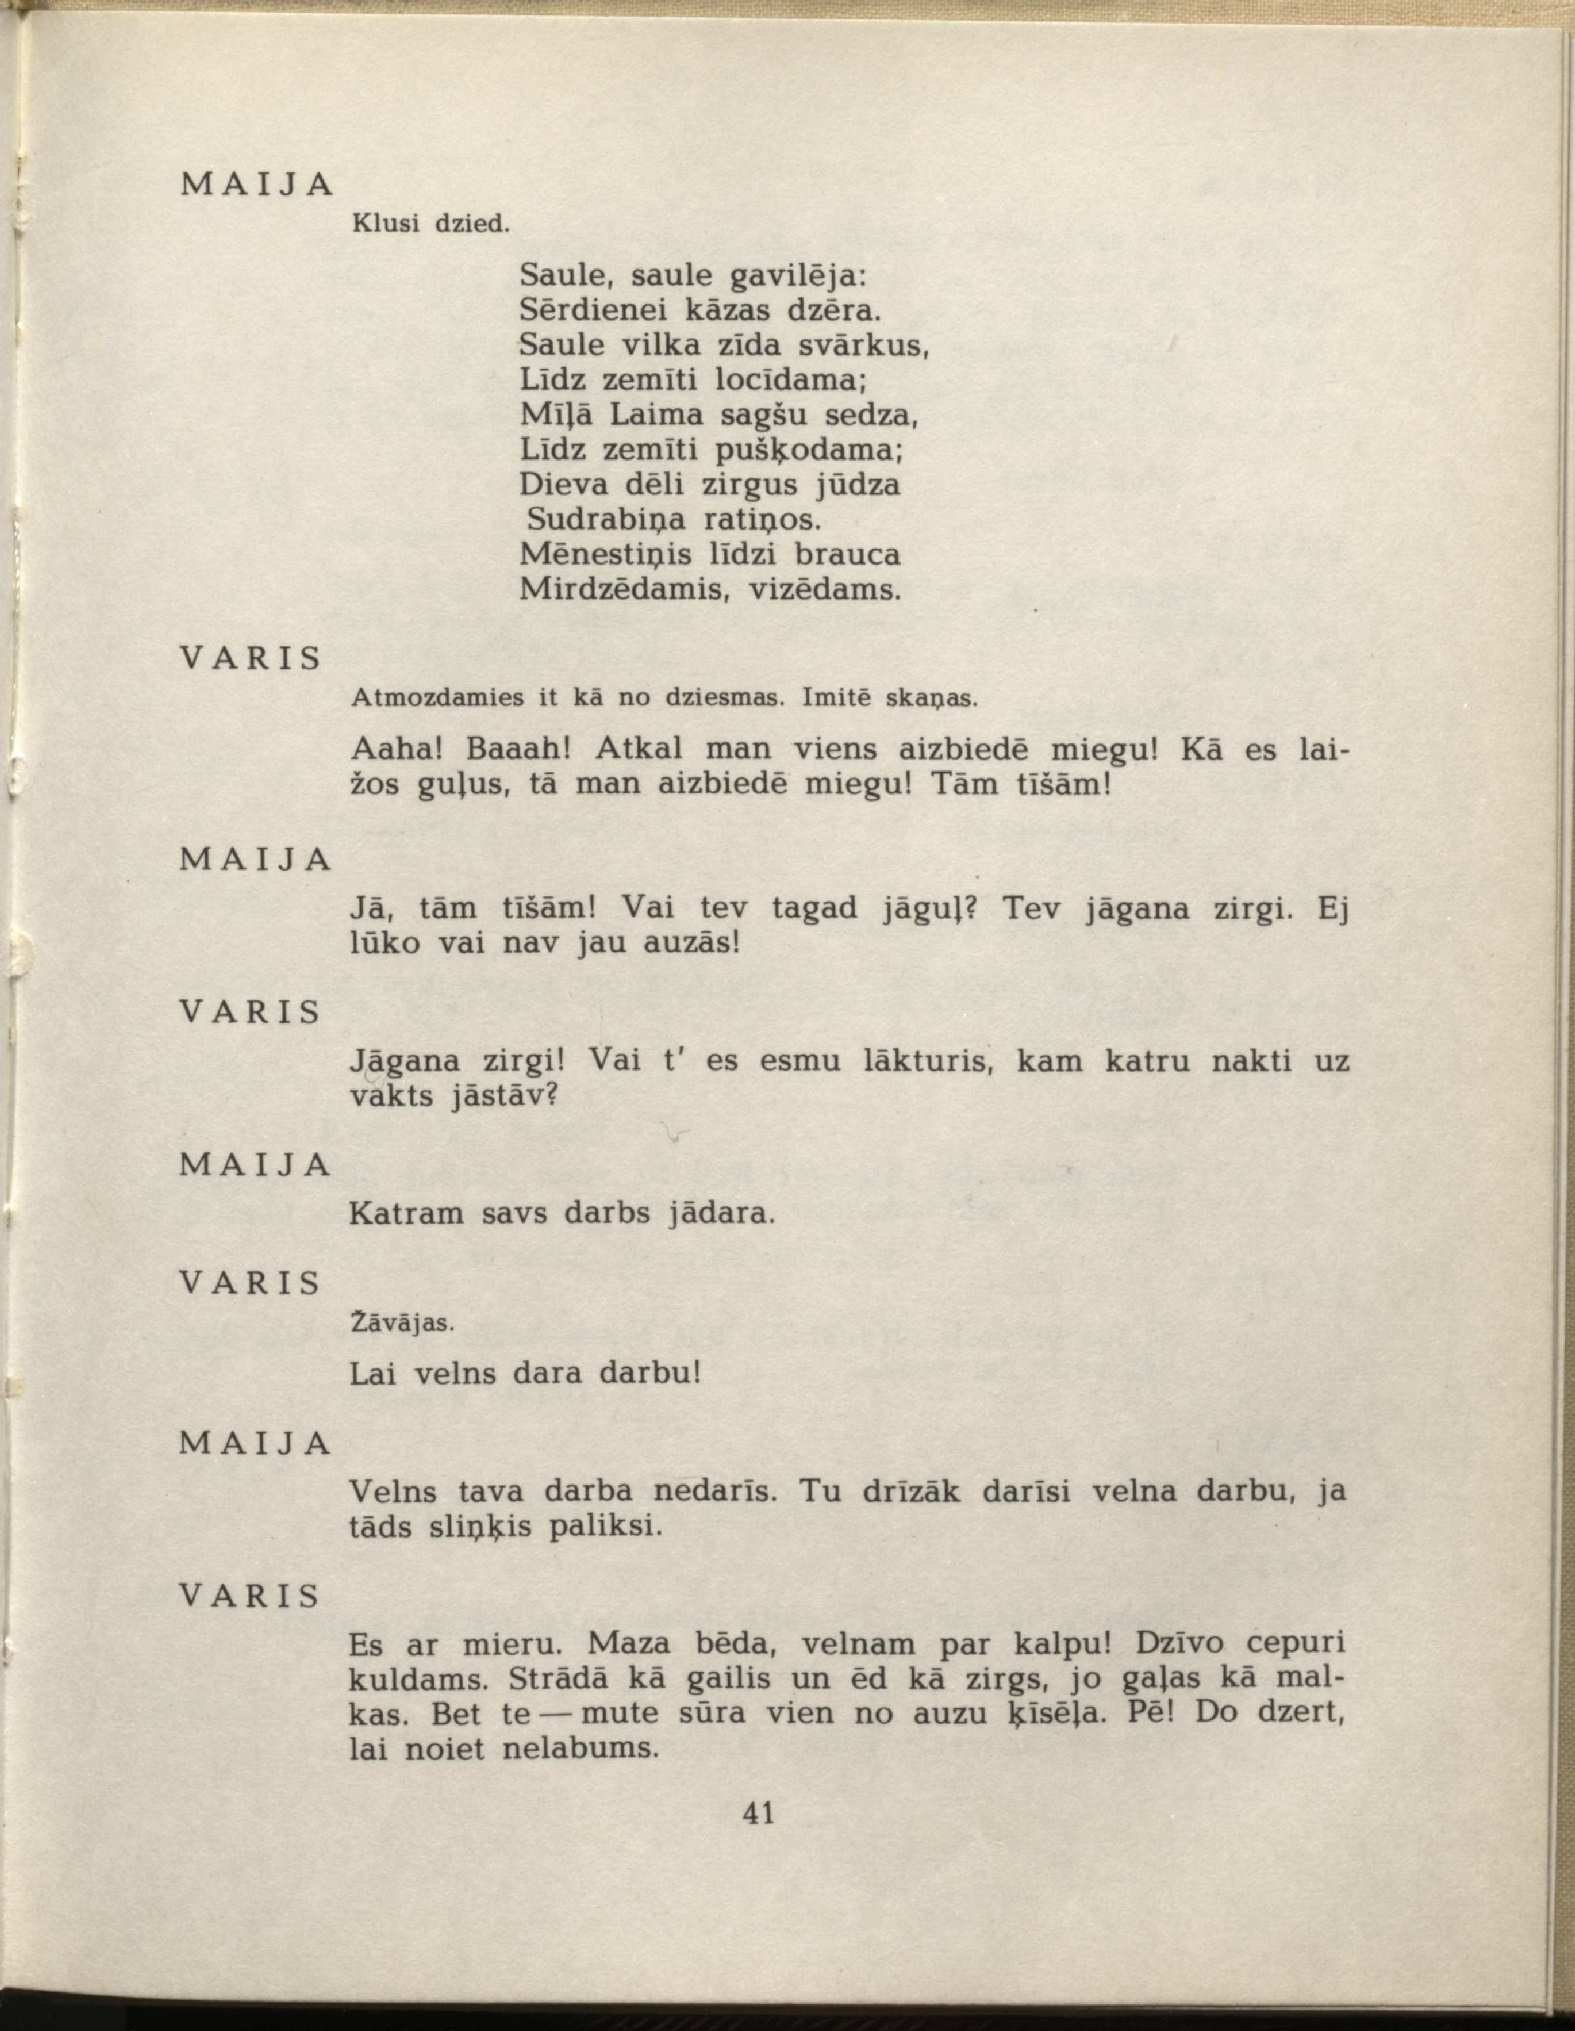 MAIJA
Klusi dzied.
Saule, saule gavilēja:
Sērdienei kāzas dzēra.
Saule vilka zīda svārkus,
Līdz zemīti locīdama;
Mīļā Laima sagšu sedza,
Līdz zemīti pušķodama;
Dieva dēli zirgus jūdza
Sudrabiņa ratiņos.
Mēnestiņis līdzi brauca
Mirdzēdamis, vizēdams.
VARIS
Atmozdamies it kā no dziesmas. Imitē skaņas.
Aaha! Baaah! Atkal man viens aizbiedē miegu! Kā es lai-
žos guļus, tā man aizbiedē miegu! Tām tīšām!
MAIJA
Jā, tām tīšām! Vai tev tagad jāguļ? Tev jāgana zirgi. Ej
lūko vai nav jau auzās!
VARIS
Jāgana zirgi! Vai t' es esmu lākturis, kam katru nakti uz
vakts jāstāv?
MAIJA
Katram savs darbs jādara.
VARIS
Žāvājas.
Lai velns dara darbu!
MAIJA
Velns tava darba nedarīs. Tu drīzāk darīsi velna darbu, ja
tāds sliņķis paliksi.
VARIS
Es ar mieru. Maza bēda, velnam par kalpu! Dzīvo cepuri
kuldams. Strādā kā gailis un ēd kā zirgs, jo gaļas kā mal-
kas. Bet te — mute sūra vien no auzu ķīsēļa. Pē! Do dzert,
lai noiet nelabums.
41